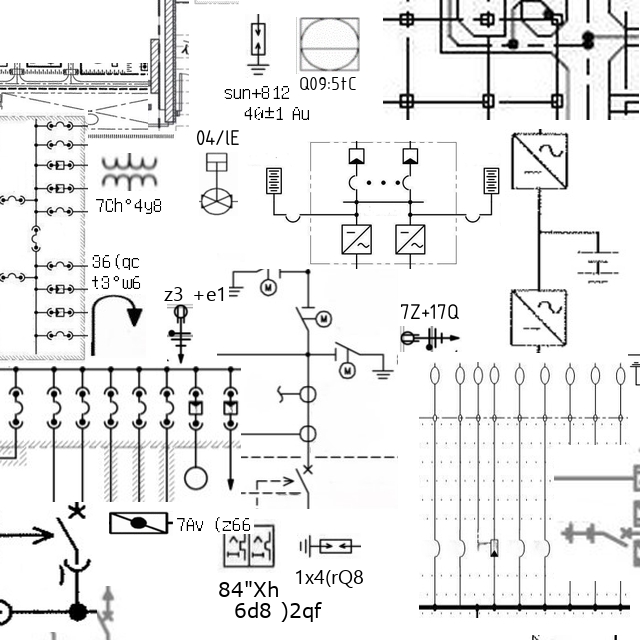 sun+812
40±1 Au
Q09:5tC
04/lE
7Ch°4y8
36(qc
t3°w6
z3 +e1
7Z+17Q
M
M
M
7Av (z66
84"Xh
6d8 )2qf
1x4(rQ8